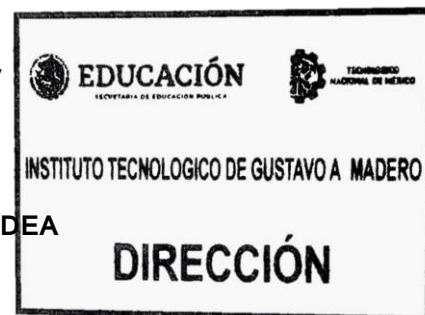 EDUCACIÓN
SECRETARÍA DE EDUCACIÓN PÚBLICA
TECNOLÓGICO
NACIONAL DE MÉXICO
INSTITUTO TECNOLOGICO DE GUSTAVO A MADERO
DEA
DIRECCIÓN